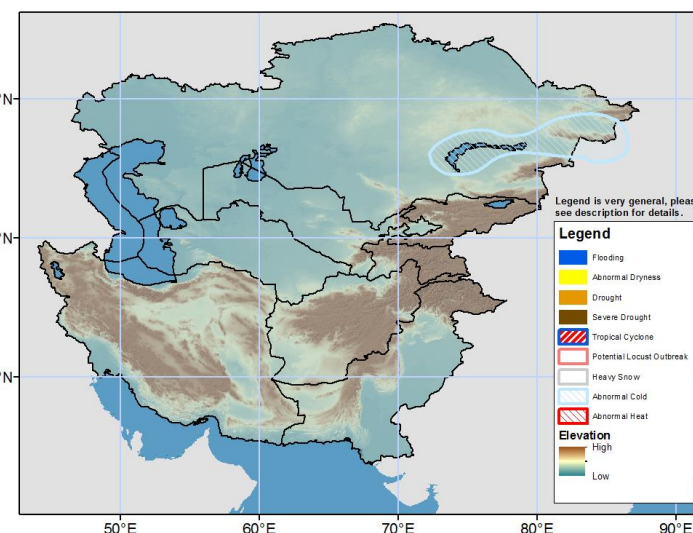 °N
°N
°N
Legend is very general, pleas
see description for details.
Legend
Flooding
Abnormal Dryness
Drought
Severe Drought
Tropical Cyclone
Potential Locust Outbreak
Heavy Snow
Abnormal Cold
Abnormal Heat
Elevation
High
Low
50°E
60°E
70°E
80°E
90°E